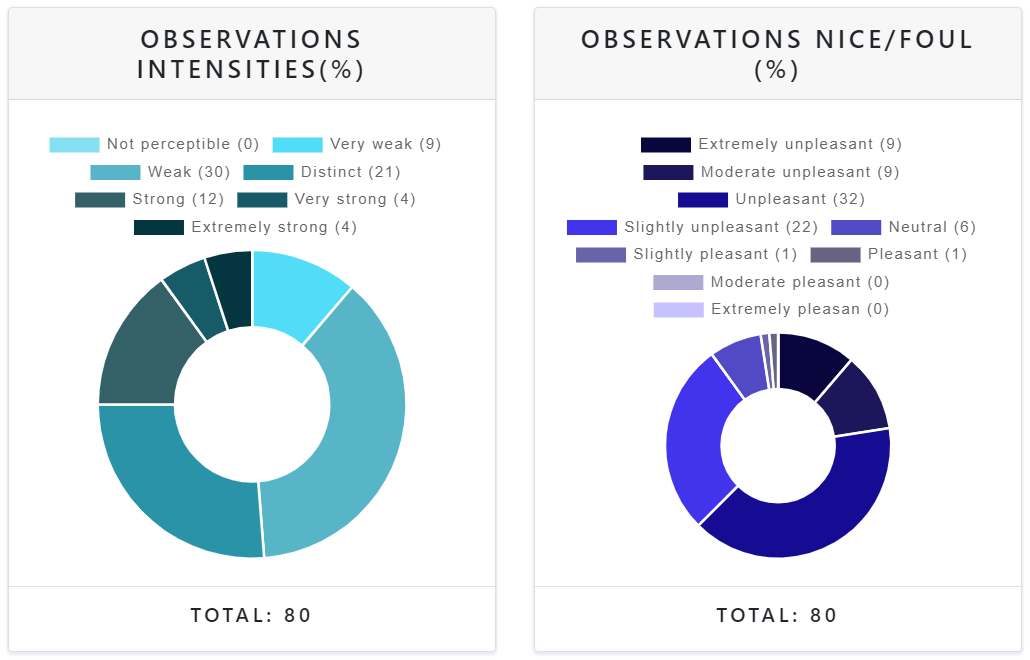 OBSERVATIONS
INTENSITIES(%)
Not perceptible (0) Very weak (9)
Weak (30) Distinct (21)
Strong (12) Very strong (4)
Extremely strong (4)
TOTAL: 80
OBSERVATIONS NICE/FOUL
(%)
Extremely unpleasant (9)
Moderate unpleasant (9)
Unpleasant (32)
Slightly unpleasant (22) Neutral (6)
Slightly pleasant (1) Pleasant (1)
Moderate pleasant (0)
Extremely pleasan (0)
TOTAL: 80